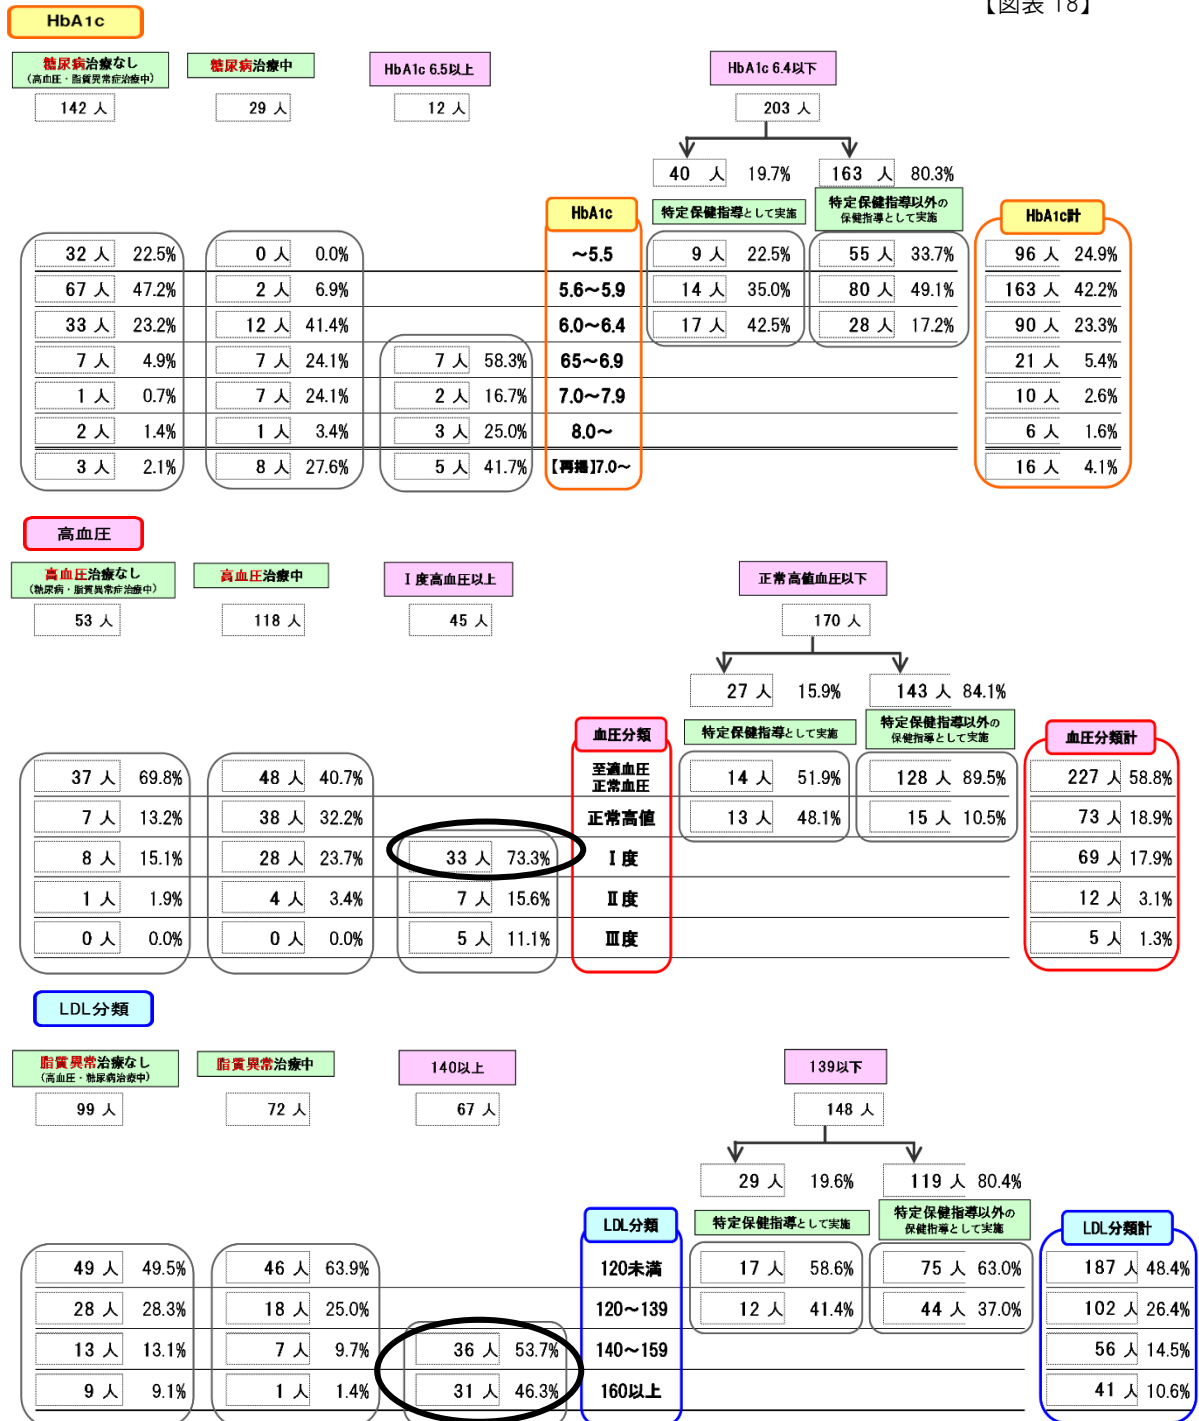 【図表 18】
HbA1c
糖尿病治療なし 糖尿病治療中 HbA1c 6.5以上 HbA1c 6.4以下
(高血圧・脂質異常症治療中)
142 人 29 人 12 人 203 人
40 人 19.7% 163 人 80.3%
HbA1c 特定保健指導として実施 特定保健指導以外の HbA1c計
保健指導として実施
32 人 22.5% 0 人 0.0% ～5.5 9 人 22.5% 55 人 33.7% 96 人 24.9%
67 人 47.2% 2 人 6.9% 5.6～5.9 14 人 35.0% 80 人 49.1% 163 人 42.2%
33 人 23.2% 12 人 41.4% 6.0～6.4 17 人 42.5% 28 人 17.2% 90 人 23.3%
7 人 4.9% 7 人 24.1% 7 人 58.3% 65～6.9 21 人 5.4%
1 人 0.7% 7 人 24.1% 2 人 16.7% 7.0～7.9 10 人 2.6%
2 人 1.4% 1 人 3.4% 3 人 25.0% 8.0～ 6 人 1.6%
3 人 2.1% 8 人 27.6% 5 人 41.7% 【再掲】7.0～ 16 人 4.1%
高血圧
高血圧治療なし 高血圧治療中 Ⅰ度高血圧以上 正常高値血圧以下
(糖尿病・脂質異常症治療中)
53 人 118 人 45 人 170 人
27 人 15.9% 143 人 84.1%
血圧分類 特定保健指導として実施 特定保健指導以外の 血圧分類計
保健指導として実施
37 人 69.8% 48 人 40.7% 至適血圧 14 人 51.9% 128 人 89.5% 227 人 58.8%
正常血圧
7 人 13.2% 38 人 32.2% 正常高値 13 人 48.1% 15 人 10.5% 73 人 18.9%
8 人 15.1% 28 人 23.7% 33 人 73.3% Ⅰ度 69 人 17.9%
1 人 1.9% 4 人 3.4% 7 人 15.6% Ⅱ度 12 人 3.1%
0 人 0.0% 0 人 0.0% 5 人 11.1% Ⅲ度 5 人 1.3%
LDL分類
脂質異常治療なし 脂質異常治療中 140以上 139以下
(高血圧・糖尿病治療中)
99 人 72 人 67 人 148 人
29 人 19.6% 119 人 80.4%
LDL分類 特定保健指導として実施 特定保健指導以外の LDL分類計
保健指導として実施
49 人 49.5% 46 人 63.9% 120未満 17 人 58.6% 75 人 63.0% 187 人 48.4%
28 人 28.3% 18 人 25.0% 120～139 12 人 41.4% 44 人 37.0% 102 人 26.4%
13 人 13.1% 7 人 9.7% 36 人 53.7% 140～159 56 人 14.5%
9 人 9.1% 1 人 1.4% 31 人 46.3% 160以上 41 人 10.6%